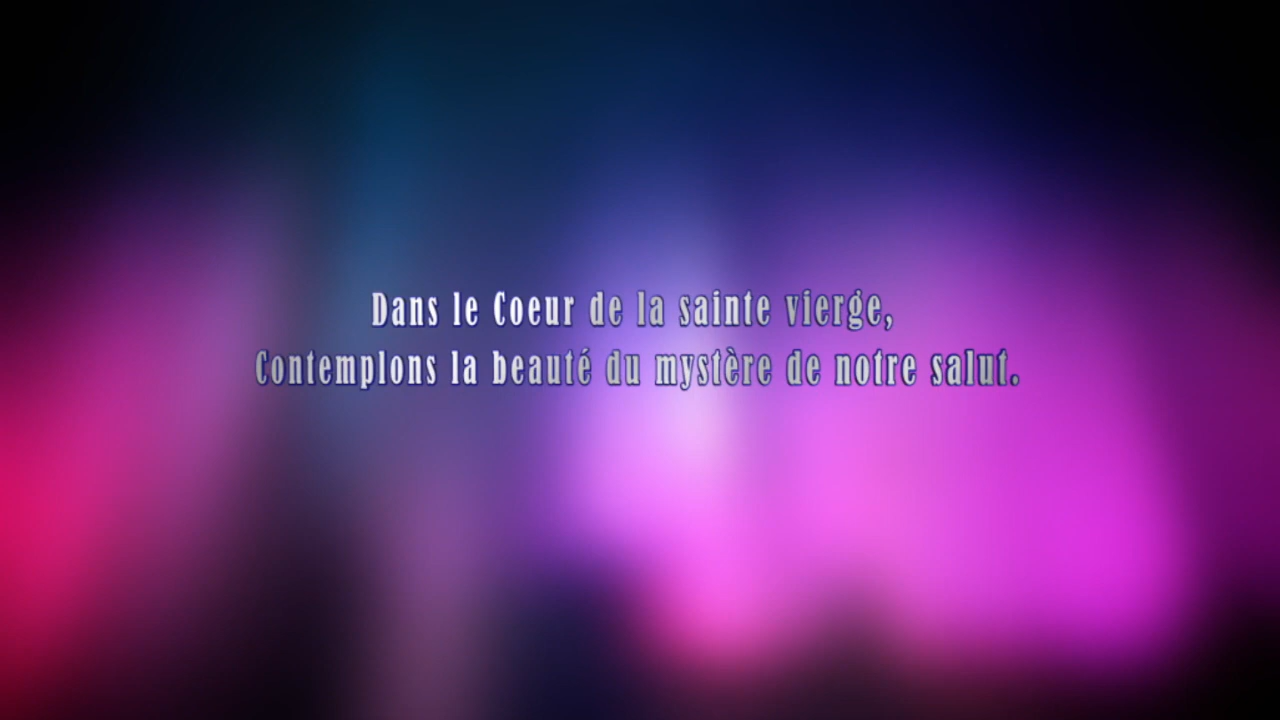 Dans le Coeur de la sainte vierge,
Contemplons la beauté du mystère de notre salut.